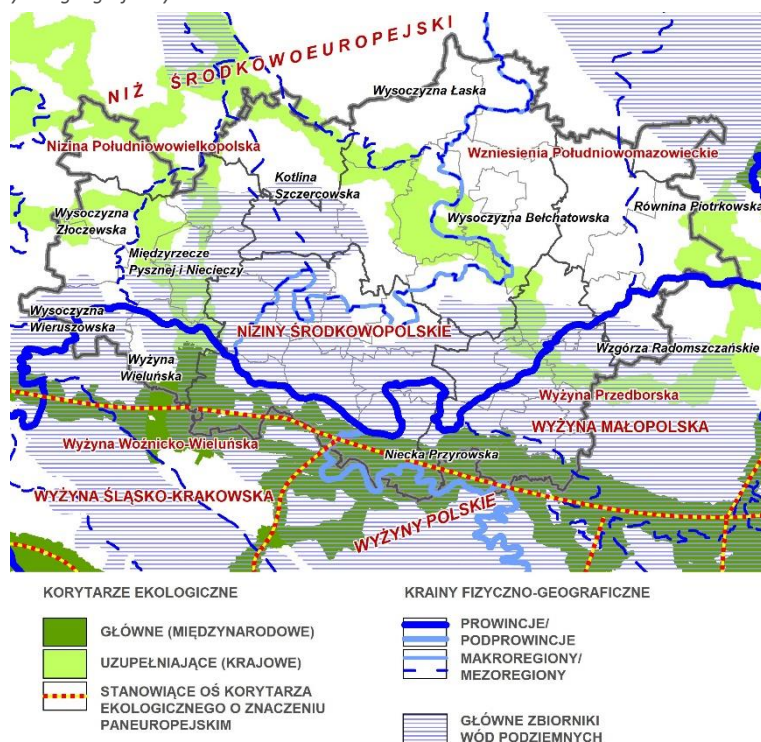 NIŻ ŚRODKOWOEUROPEJSKI
Wysoczyzna Łaska
Nizina Południowowielkopolska
Wzniesienia Południowomazowieckie
Kotlina
Szczercowska
Wysoczyzna
Złoczewska
Wysoczyzna Bełchatowska
Równina Piotrkowska
Międzyrzecze
Pysznej i Niecieczy
Wysoczyzna
Wieruszowska
NIZINY ŚRODKOWOPOLSKIE
Wzgórza Radomszczańskie
Wyżyna
Wieluńska
Wyżyna Przedborska
WYŻYNA MAŁOPOLSKA
Wyżyna Woźnicko-Wieluńska
Niecka Przyrowska
WYŻYNA ŚLĄSKO-KRAKOWSKA
WYŻYNY POLSKIE
KORYTARZE EKOLOGICZNE
GŁÓWNE (MIĘDZYNARODOWE)
UZUPEŁNIAJĄCE (KRAJOWE)
STANOWIĄCE OŚ KORYTARZA
EKOLOGICZNEGO O ZNACZENIU
PANEUROPEJSKIM
KRAINY FIZYCZNO-GEOGRAFICZNE
PROWINCJE/
PODPROWINCJE
MAKROREGIONY/
MEZOREGIONY
GŁÓWNE ZBIORNIKI
WÓD PODZIEMNYCH